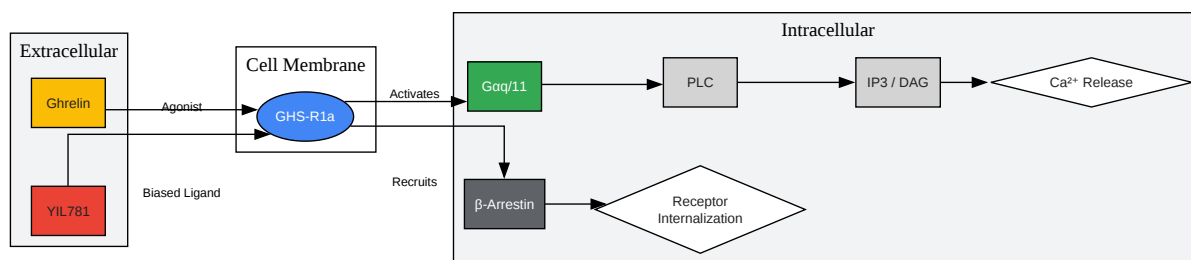 Extracellular
Ghrelin
YIL781
Agonist
Biased Ligand
Cell Membrane
GHS-R1a
Activates
Recruits
Intracellular
Gαq/11
PLC
IP3 / DAG
Ca²⁺ Release
β-Arrestin
Receptor
Internalization